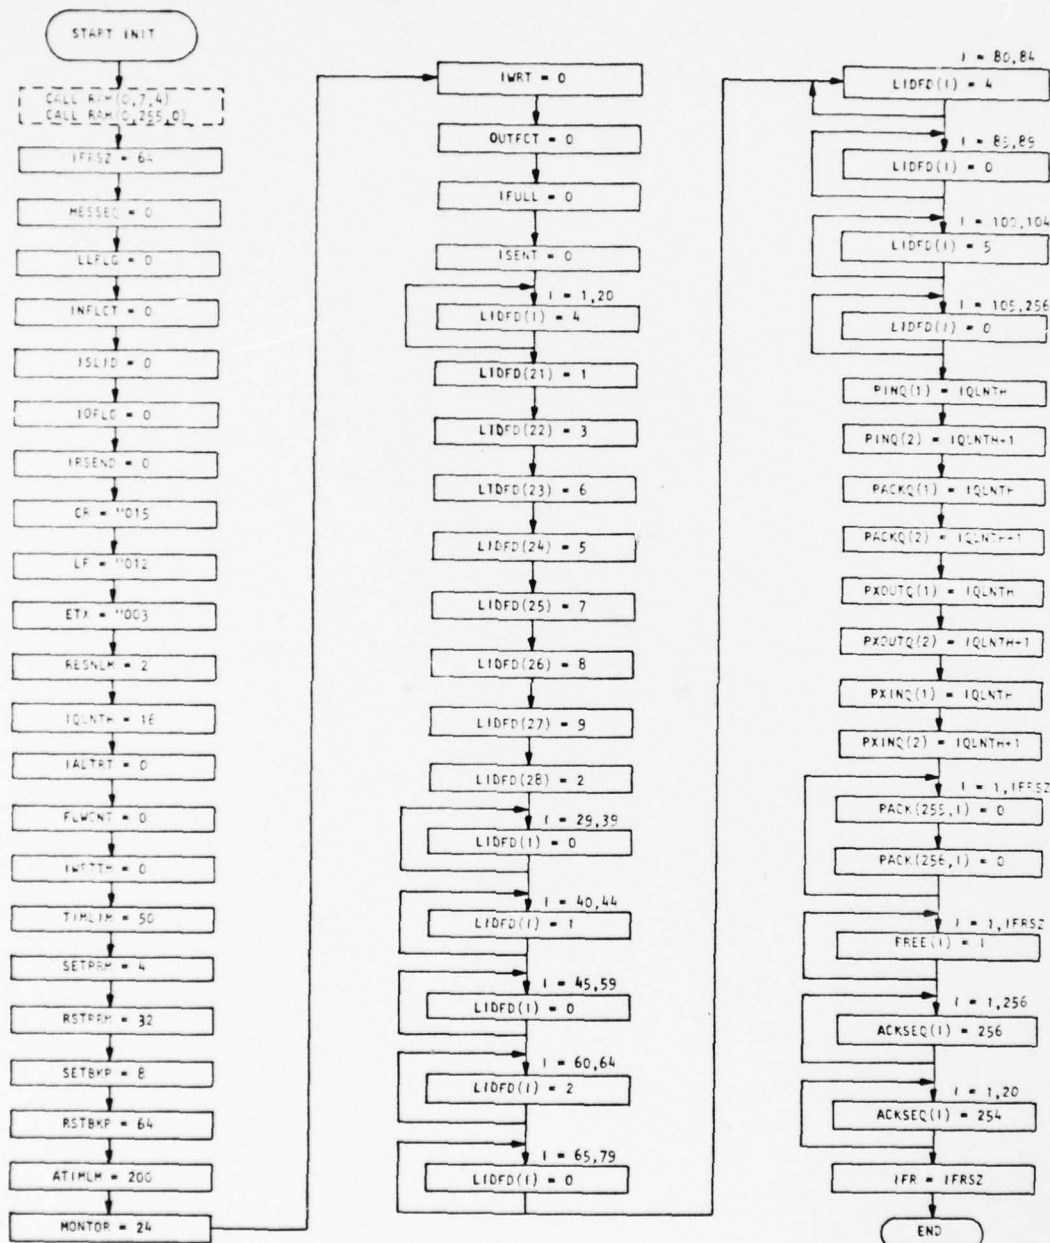 START INIT
CALL RAM(0,7,4)
CALL RAM(0,255,0)
IFRSZ = 64
MESSEQ = 0
LLFLG = 0
INFLCT = 0
ISLID = 0
IOFLG = 0
IRSEND = 0
CR = "015
LF = "012
ETX = "003
RESNLM = 2
IQLNTH = 16
IALTRT = 0
FLWCNT = 0
IWRTTM = 0
TIMLIM = 50
SETPRM = 4
RSTPRM = 32
SETBKP = 8
RSTBKP = 64
ATIMLM = 200
MONTOR = 24
IWRT = 0
OUTFCT = 0
IFULL = 0
ISENT = 0
I = 1,20
LIDFD(I) = 4
LIDFD(21) = 1
LIDFD(22) = 3
LIDFD(23) = 6
LIDFD(24) = 5
LIDFD(25) = 7
LIDFD(26) = 8
LIDFD(27) = 9
LIDFD(28) = 2
I = 29,39
LIDFD(I) = 0
I = 40,44
LIDFD(I) = 1
I = 45,59
LIDFD(I) = 0
I = 60,64
LIDFD(I) = 2
I = 65,79
LIDFD(I) = 0
I = 80,84
LIDFD(I) = 4
I = 85,89
LIDFD(I) = 0
I = 100,104
LIDFD(I) = 5
I = 105,256
LIDFD(I) = 0
PINQ(1) = IQLNTH
PINQ(2) = IQLNTH+1
PACKQ(1) = IQLNTH
PACKQ(2) = IQLNTH+1
PXOUTQ(1) = IQLNTH
PXOUTQ(2) = IQLNTH+1
PXINQ(1) = IQLNTH
PXINQ(2) = IQLNTH+1
I = 1,IFRSZ
PACK(255,I) = 0
PACK(256,I) = 0
I = 1,IFRSZ
FREE(I) = I
I = 1,256
ACKSEQ(I) = 256
I = 1,20
ACKSEQ(I) = 254
IFR = IFRSZ
END